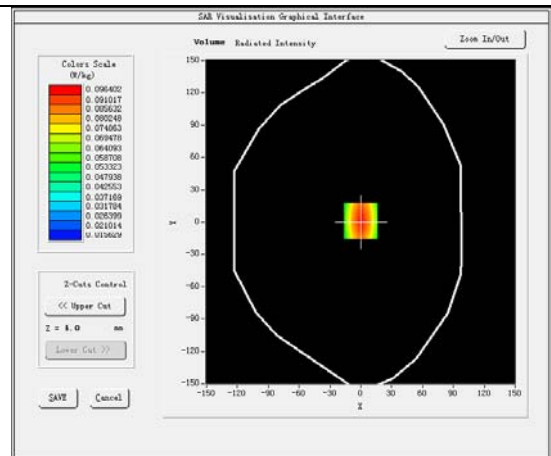 SAR Visualisation Graphical Interface
Volume Radiated Intensity
Zoom In/Out
Colors Scale
(W/kg)
0.096402
0.091017
0.085632
0.080248
0.074863
0.069478
0.064093
0.058708
0.053323
0.047938
0.042553
0.037169
0.031784
0.026399
0.021014
0.015629
Z-Cuts Control
<< Upper Cut
Z = 4.0 mm
Lower Cut >>
SAVE
Cancel
150
120
90
60
30
0
-30
-60
-90
-120
-150
Y
-150 -120 -90 -60 -30 0 30 60 90 120 150
X